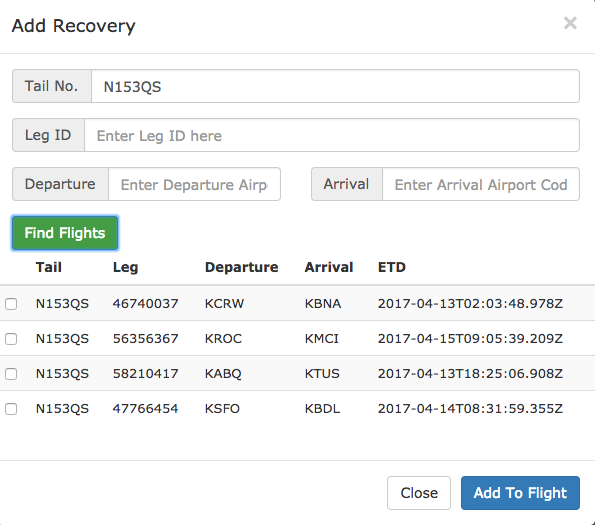 Add Recovery ×
Tail No. N153QS
Leg ID Enter Leg ID here
Departure Enter Departure Airp Arrival Enter Arrival Airport Cod
Find Flights
Tail Leg Departure Arrival ETD
N153QS 46740037 KCRW KBNA 2017-04-13T02:03:48.978Z
N153QS 56356367 KROC KMCI 2017-04-15T09:05:39.209Z
N153QS 58210417 KABQ KTUS 2017-04-13T18:25:06.908Z
N153QS 47766454 KSFO KBDL 2017-04-14T08:31:59.355Z
Close Add To Flight